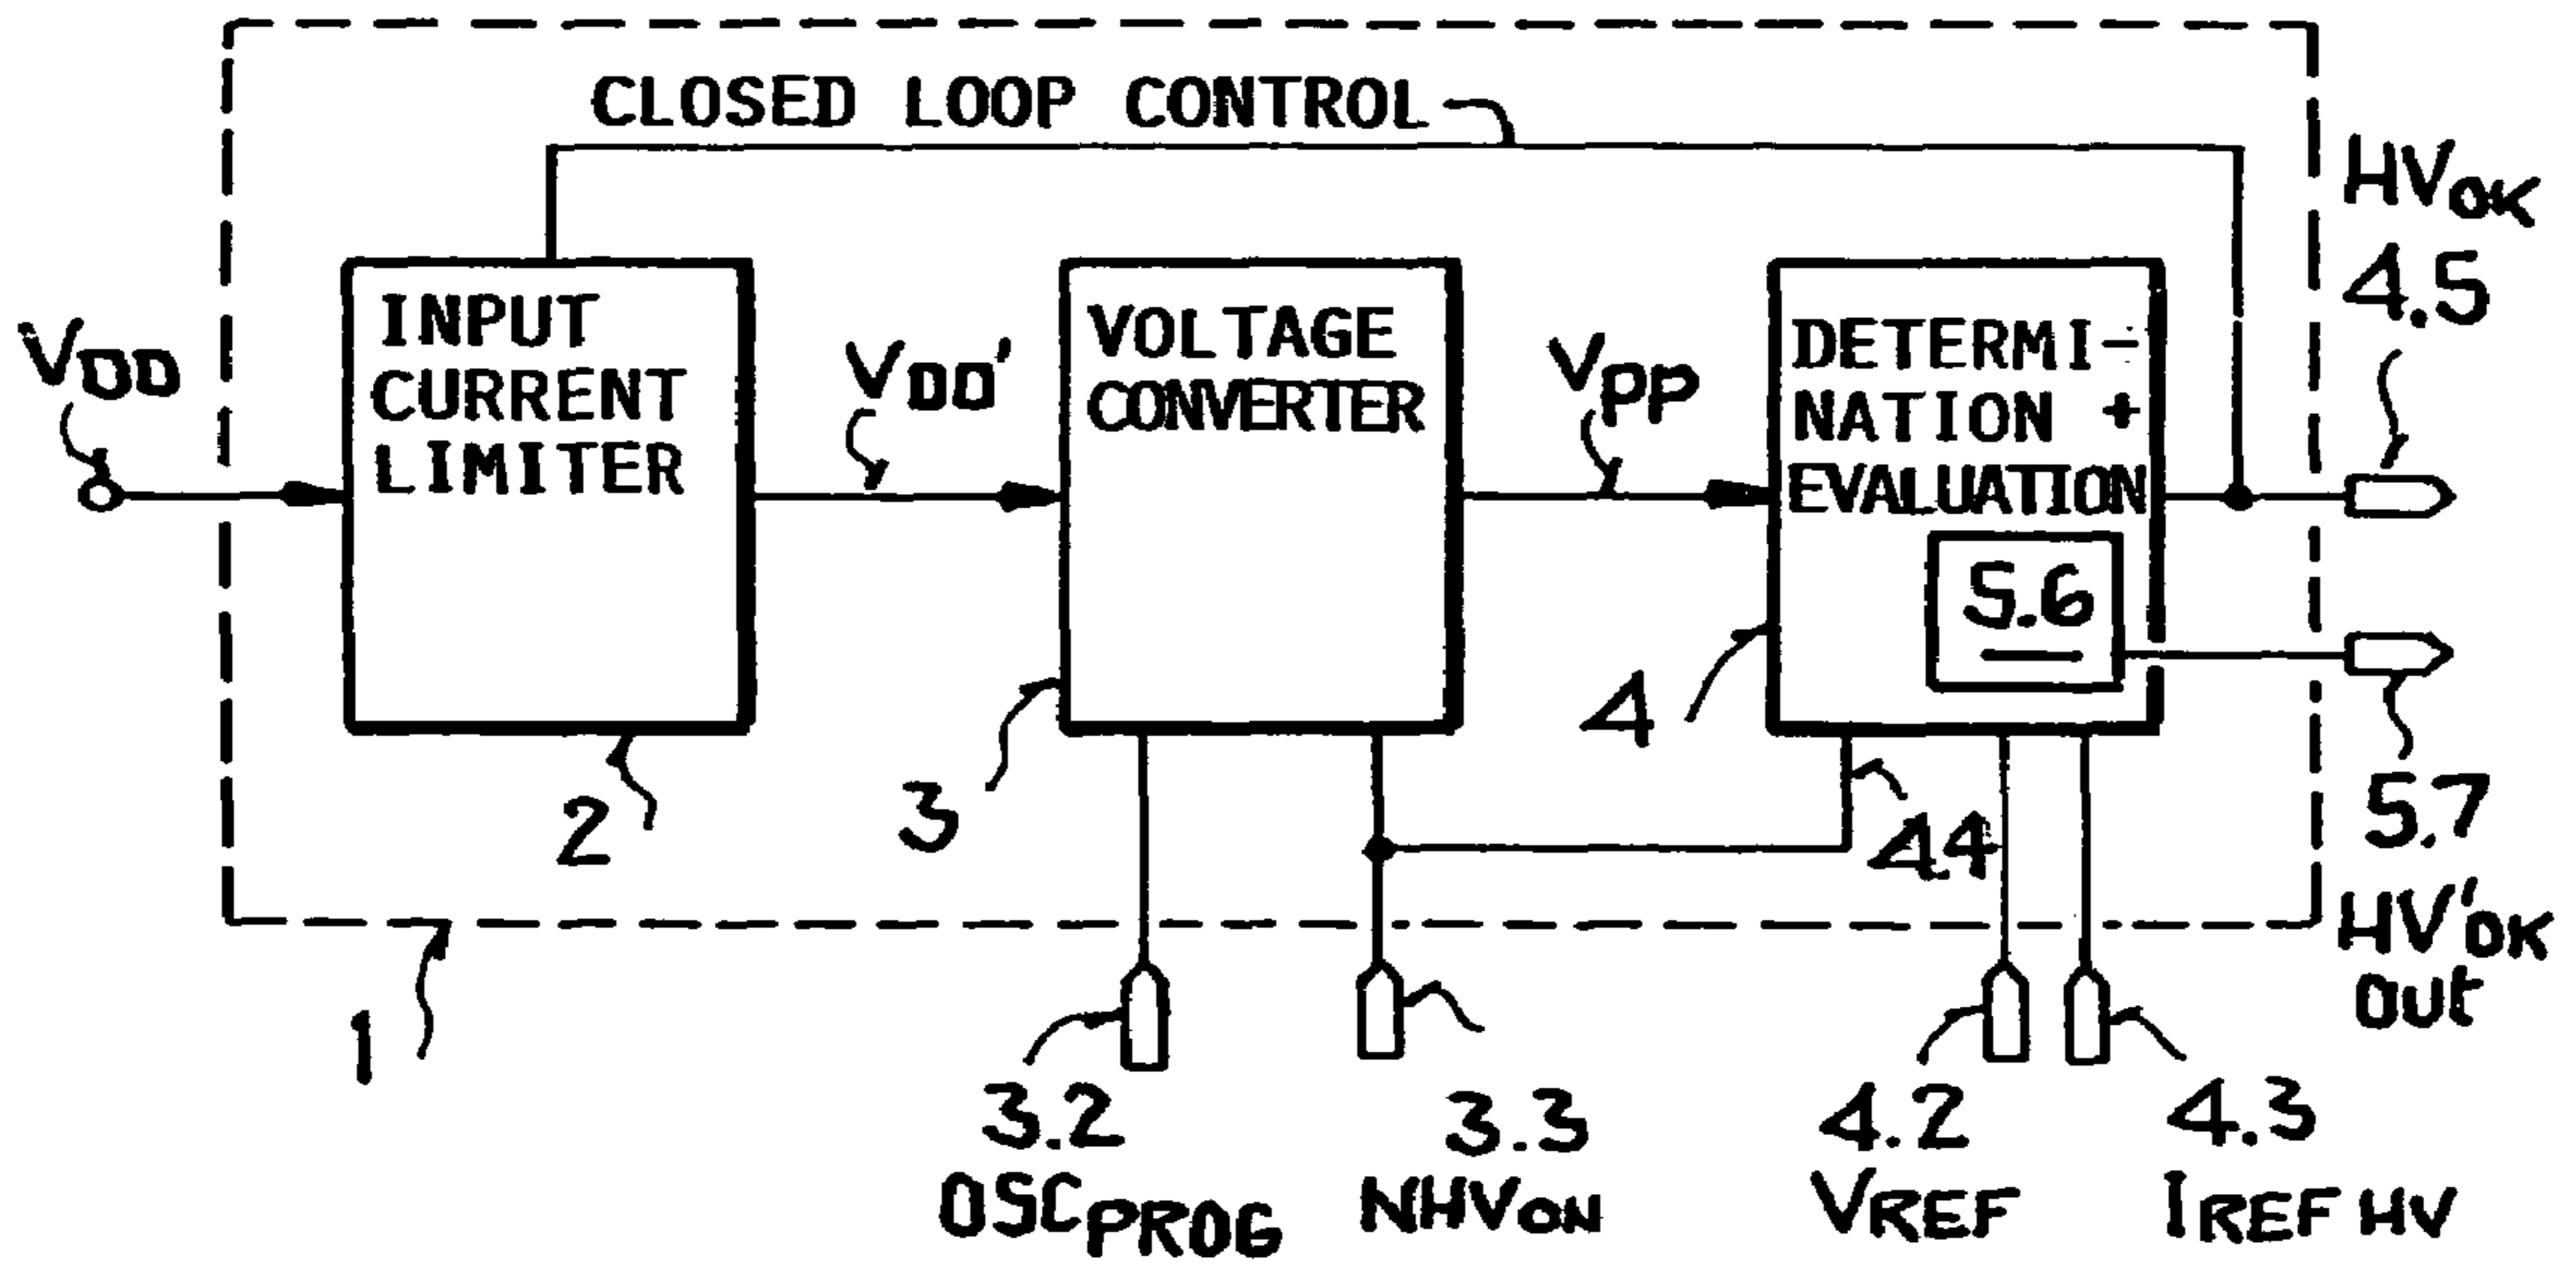 CLOSED LOOP CONTROL
HVOK
4.5
VDD
INPUT
CURRENT
LIMITER
VDD'
VOLTAGE
CONVERTER
VPP
DETERMI-
NATION +
EVALUATION
5.6
2
3
4
4.4
5.7
HV'OK
out
1
3.2
OSCPROG
3.3
NHVON
4.2
VREF
4.3
IREF HV